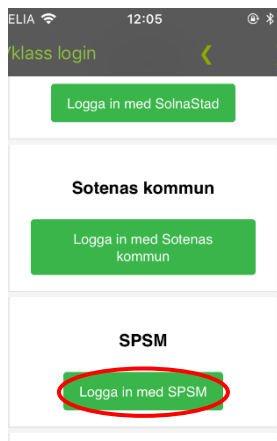 ELIA 12:05
Vklass login
Logga in med SolnaStad
Sotenas kommun
Logga in med Sotenas
kommun
SPSM
Logga in med SPSM